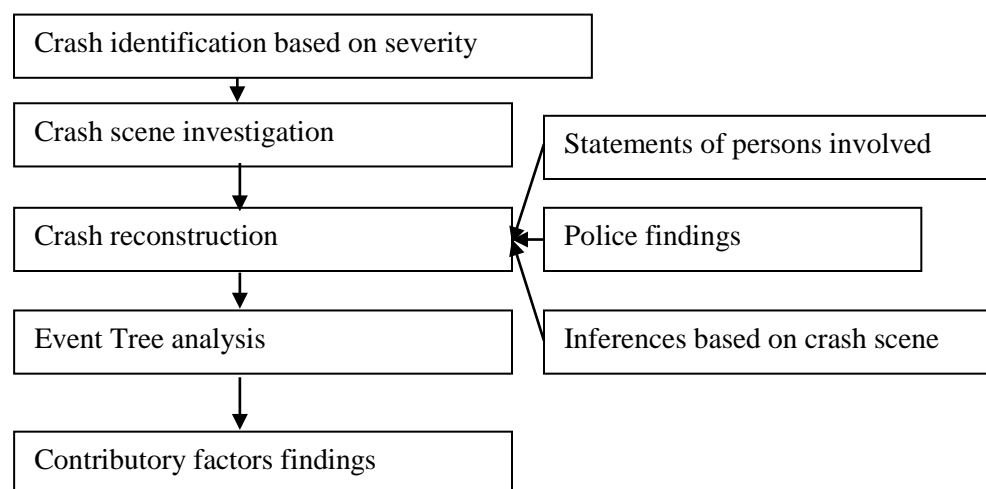 Crash identification based on severity
Crash scene investigation
Statements of persons involved
Crash reconstruction
Police findings
Event Tree analysis
Inferences based on crash scene
Contributory factors findings